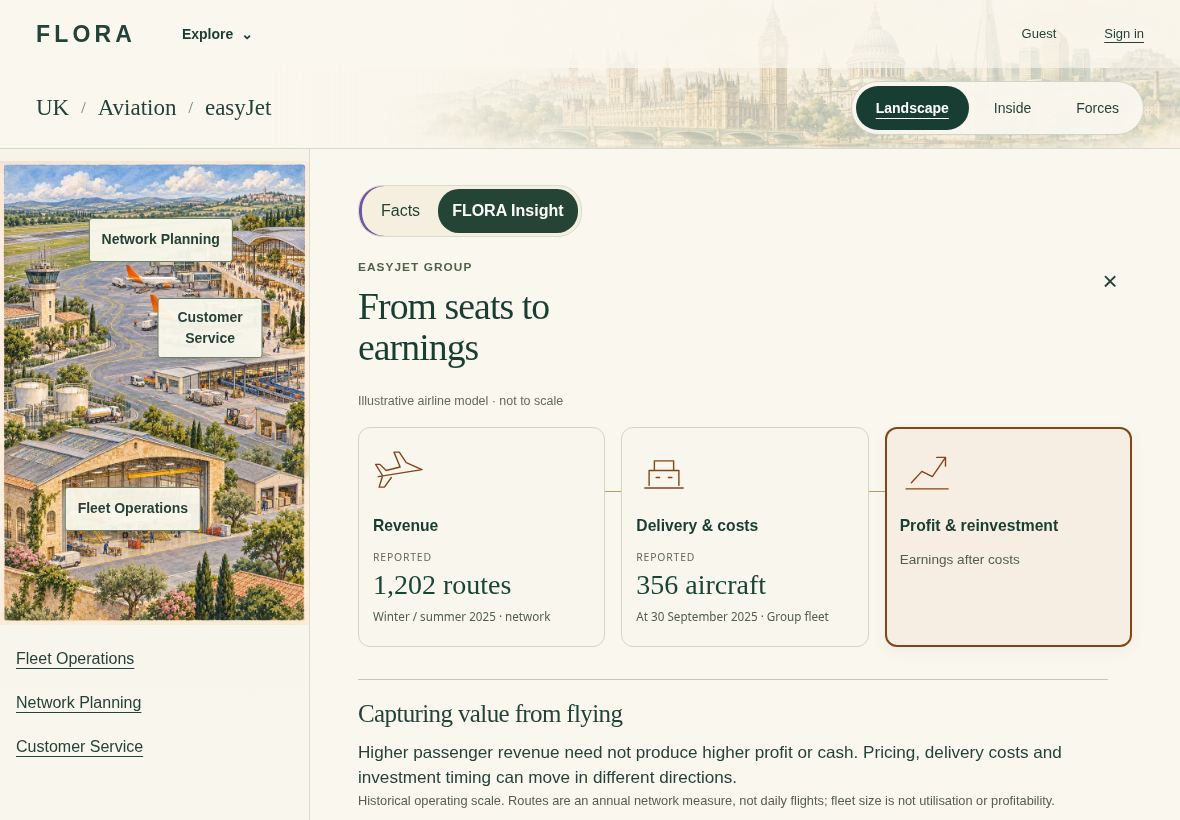 FLORA
Explore
Guest
Sign in
UK / Aviation / easyJet
Landscape
Inside
Forces
Network Planning
Customer
Service
Fleet Operations
Fleet Operations
Network Planning
Customer Service
Facts
FLORA Insight
EASYJET GROUP
From seats to
earnings
Illustrative airline model · not to scale
Revenue
REPORTED
1,202 routes
Winter / summer 2025 · network
Delivery & costs
REPORTED
356 aircraft
At 30 September 2025 · Group fleet
Profit & reinvestment
Earnings after costs
Capturing value from flying
Higher passenger revenue need not produce higher profit or cash. Pricing, delivery costs and
investment timing can move in different directions.
Historical operating scale. Routes are an annual network measure, not daily flights; fleet size is not utilisation or profitability.